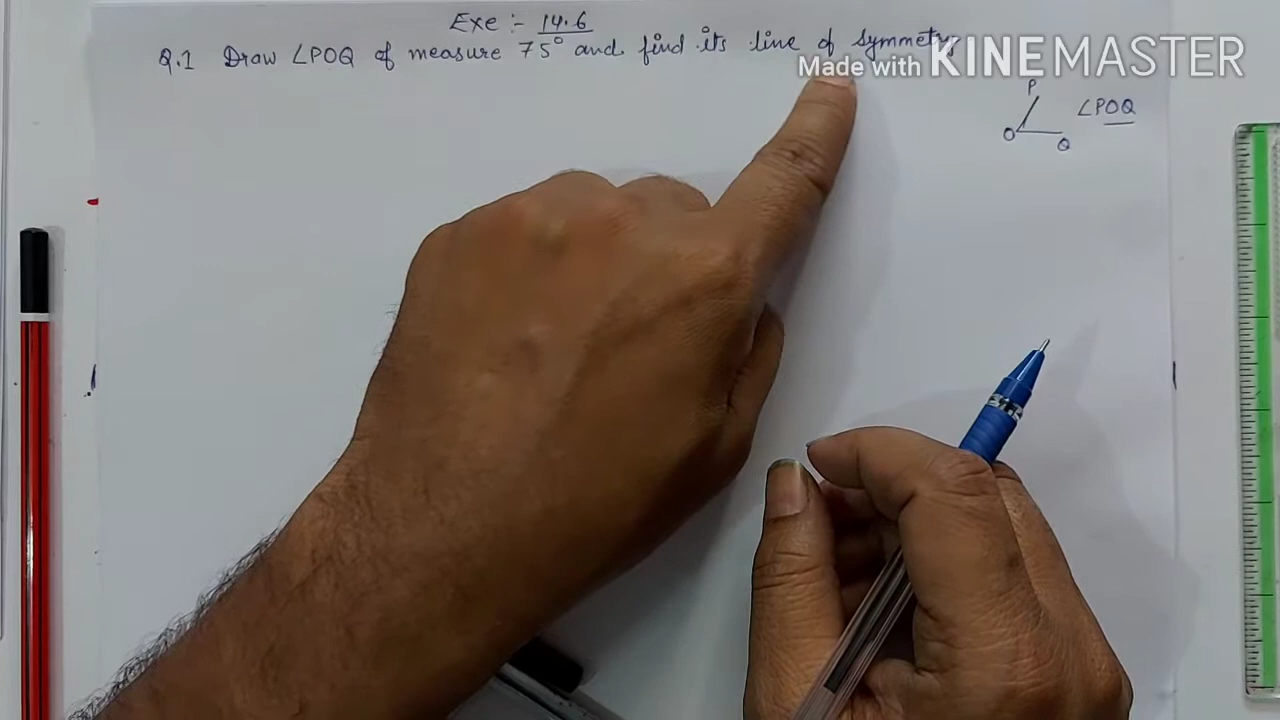 Exe :- 14.6
Q.1 Draw ∠POQ of measure 75° and find its line of symmetry
Made with KINEMASTER
P
∠POQ
O
Q